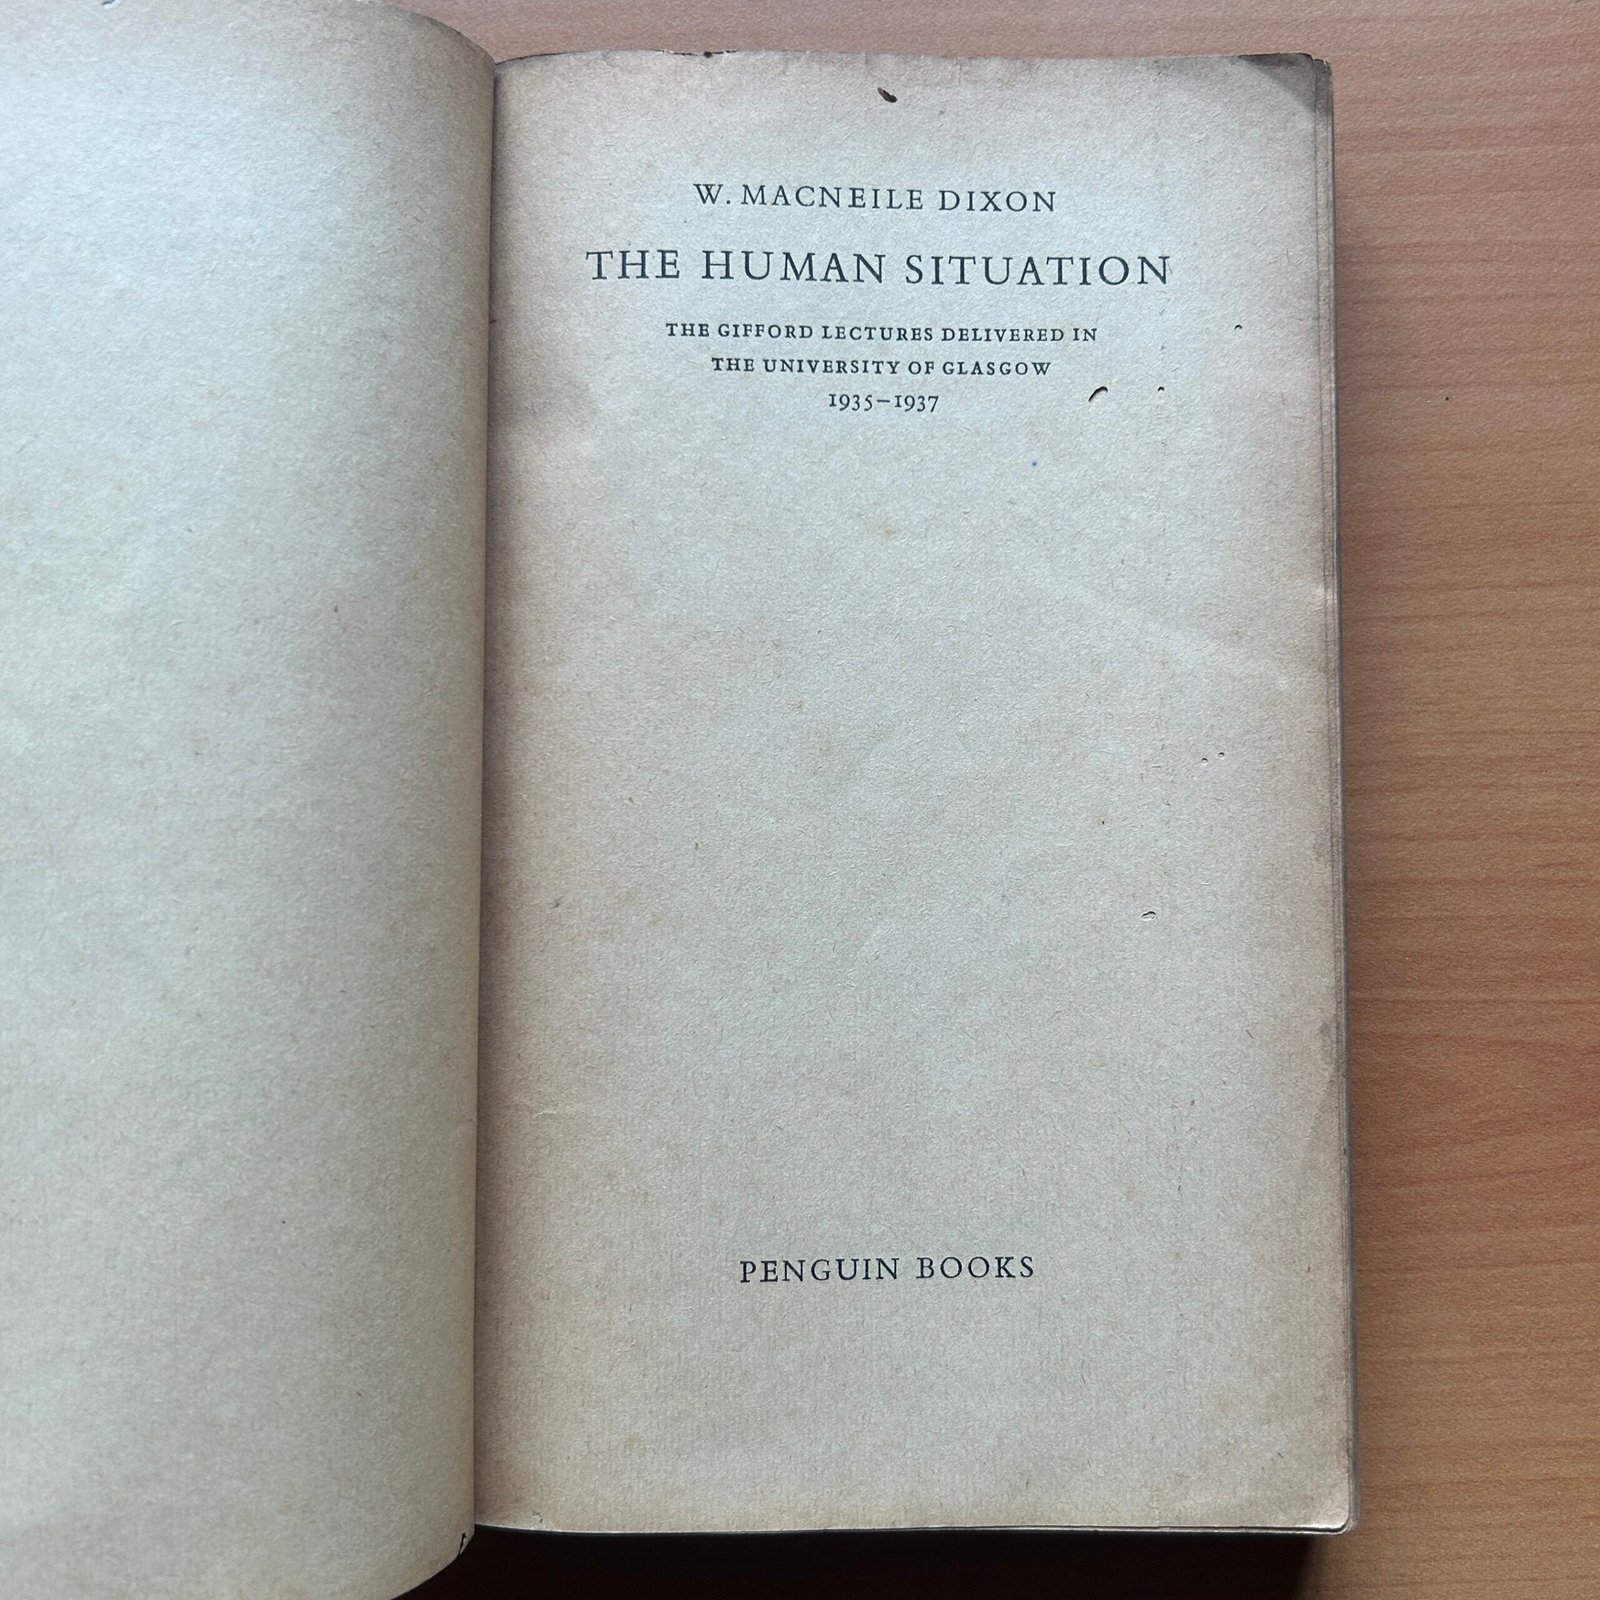 W. MACNEILE DIXON
THE HUMAN SITUATION
THE GIFFORD LECTURES DELIVERED IN
THE UNIVERSITY OF GLASGOW
1935–1937
PENGUIN BOOKS